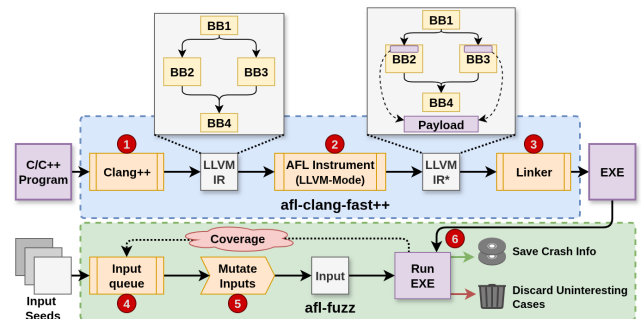 BB1
BB2
BB3
BB4
BB1
BB2
BB3
BB4
Payload
C/C++
Program
1
Clang++
LLVM
IR
2
AFL Instrument
(LLVM-Mode)
LLVM
IR*
3
Linker
EXE
afl-clang-fast++
Coverage
6
Save Crash Info
Input
queue
Mutate
Inputs
Input
Run
EXE
Discard Uninteresting
Cases
4
5
afl-fuzz
Input
Seeds